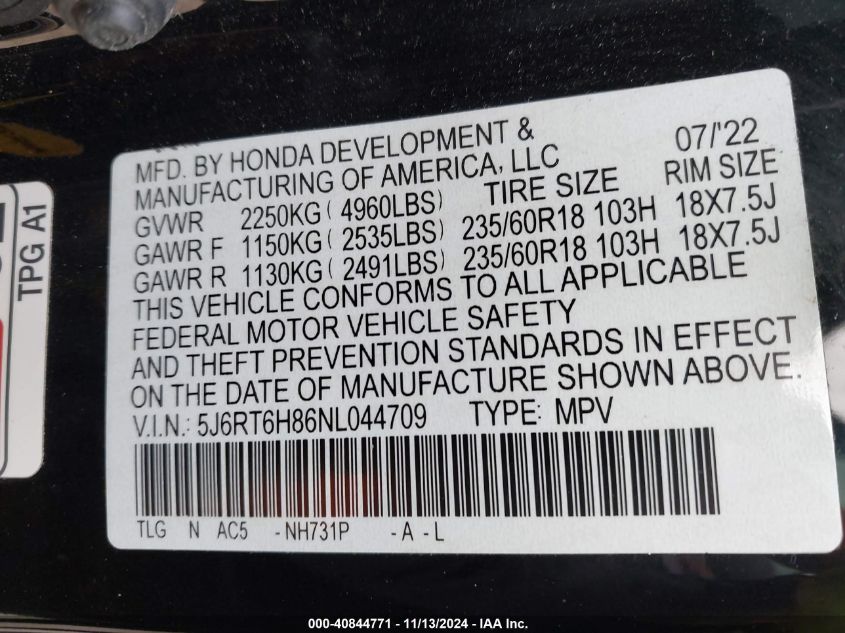 TPG A1
MFD. BY HONDA DEVELOPMENT & 07/'22
MANUFACTURING OF AMERICA, LLC
TIRE SIZE RIM SIZE
GVWR 2250KG ( 4960LBS)
GAWR F 1150KG ( 2535LBS) 235/60R18 103H 18X7.5J
GAWR R 1130KG ( 2491LBS) 235/60R18 103H 18X7.5J
THIS VEHICLE CONFORMS TO ALL APPLICABLE
FEDERAL MOTOR VEHICLE SAFETY
AND THEFT PREVENTION STANDARDS IN EFFECT
ON THE DATE OF MANUFACTURE SHOWN ABOVE.
V.I.N.: 5J6RT6H86NL044709 TYPE: MPV
TLG N AC5 -NH731P -A -L
000-40844771 - 11/13/2024 - IAA Inc.